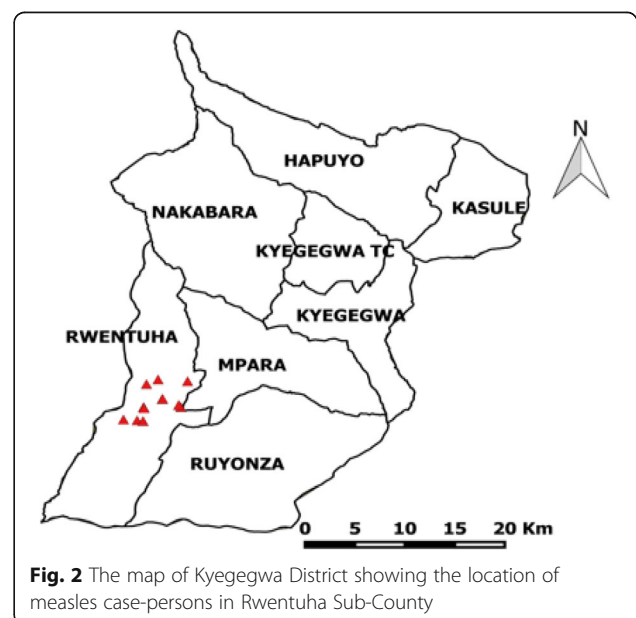 N
HAPUYO
KASULE
NAKABARA
KYEGEGWA TC
KYEGEGWA
RWENTUHA
MPARA
RUYONZA
0 5 10 15 20 Km
Fig. 2 The map of Kyegegwa District showing the location of
measles case-persons in Rwentuha Sub-County